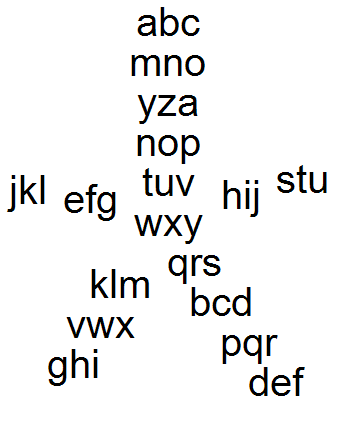 abc
mno
yza
nop
jkl efg tuv hij stu
wxy
qrs
klm bcd
vwx pqr
ghi def